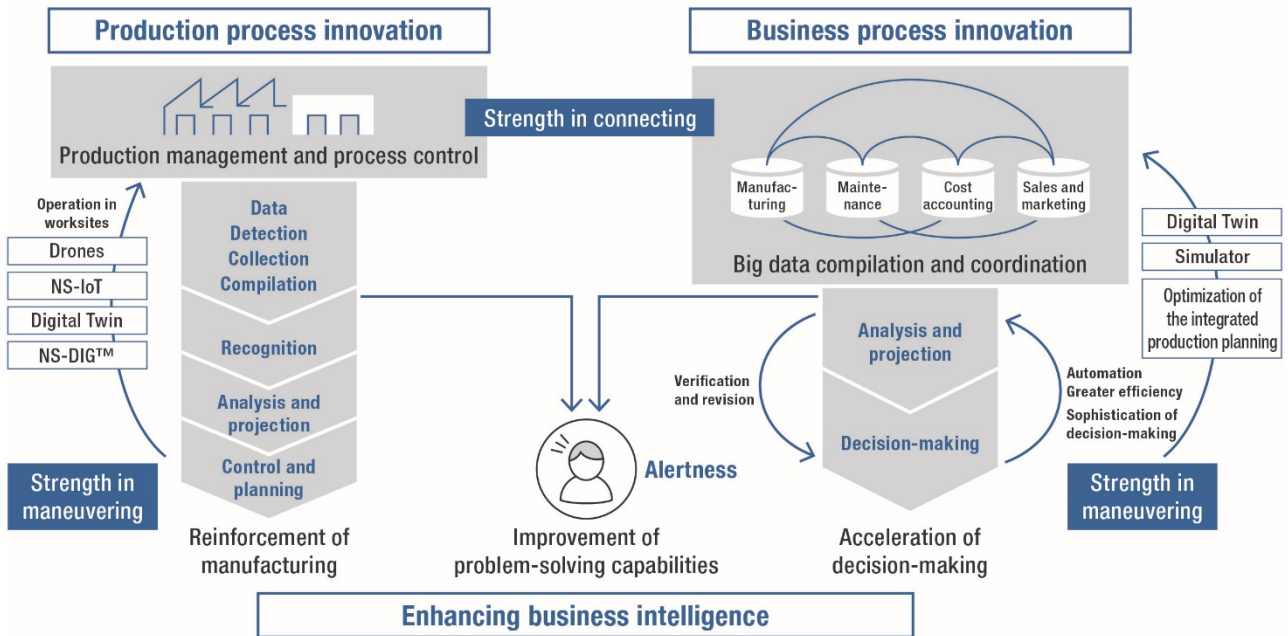 Production process innovation
Business process innovation
Production management and process control
Strength in connecting
Manufac-
turing
Mainte-
nance
Cost
accounting
Sales and
marketing
Big data compilation and coordination
Operation in
worksites
Drones
NS-IoT
Digital Twin
NS-DIG™
Strength in
maneuvering
Data
Detection
Collection
Compilation
Recognition
Analysis and
projection
Control and
planning
Reinforcement of
manufacturing
Alertness
Improvement of
problem-solving capabilities
Verification
and revision
Analysis and
projection
Decision-making
Acceleration of
decision-making
Automation
Greater efficiency
Sophistication of
decision-making
Digital Twin
Simulator
Optimization of
the integrated
production planning
Strength in
maneuvering
Enhancing business intelligence